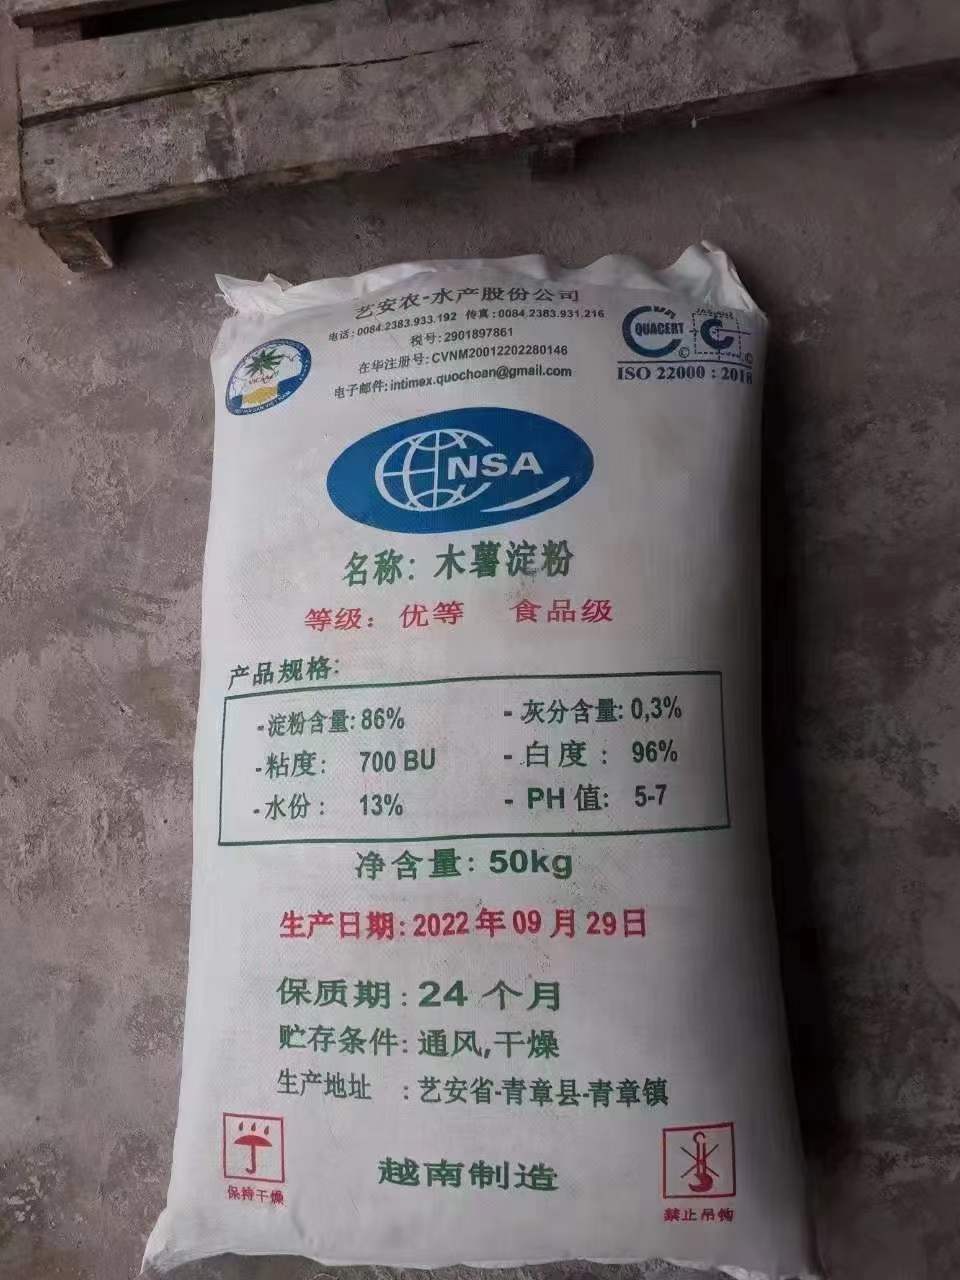 艺安农-水产股份公司
电话:0084.2383.933.192 传真:0084.2383.931.216
税号:2901897861
在华注册号:CVNM20012202280146
电子邮件:intimex.quochoan@gmail.com
QUACERT
ISO 22000 : 2018
NSA
名称: 木薯淀粉
等级: 优等 食品级
产品规格:
-淀粉含量: 86% - 灰分含量: 0,3%
-粘度: 700 BU - 白度 : 96%
-水份 : 13% - PH 值: 5-7
净含量: 50kg
生产日期: 2022 年 09 月 29 日
保质期 : 24 个月
贮存条件: 通风,干燥
生产地址 : 艺安省-青章县-青章镇
保持干燥
越南制造
禁止吊钩